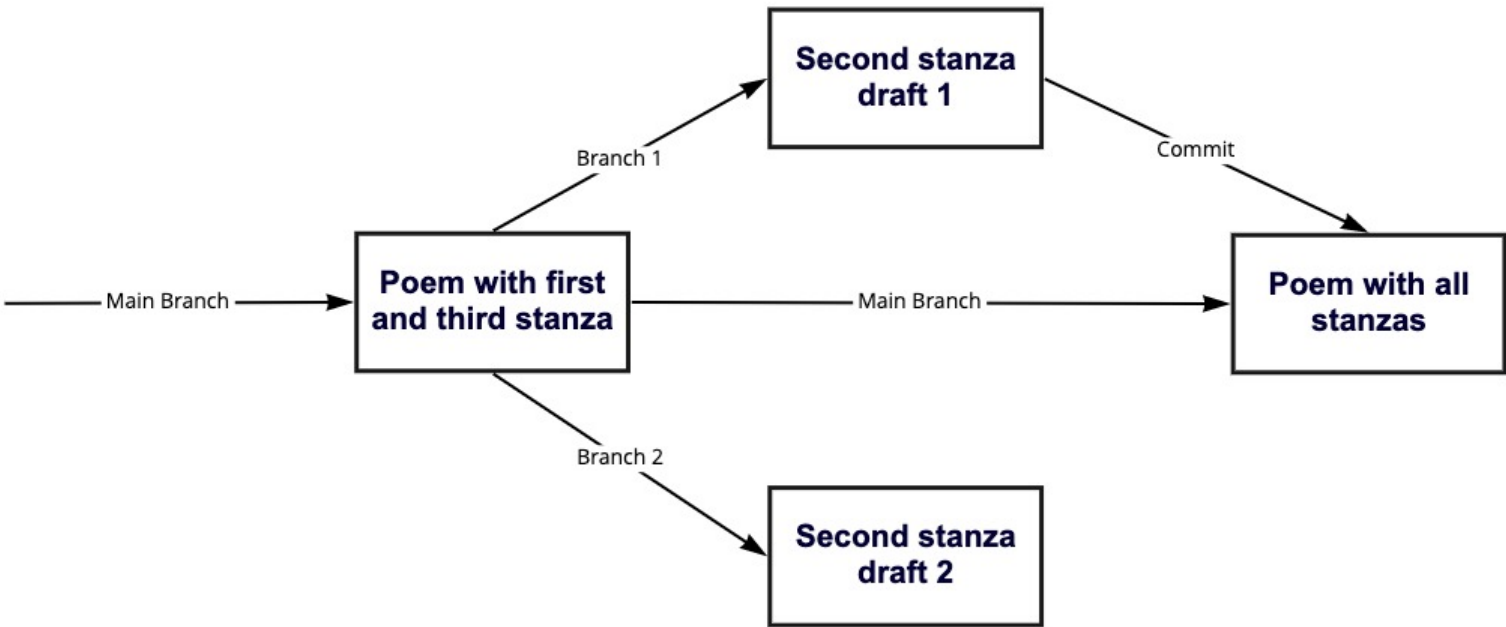 Second stanza
draft 1
Branch 1
Commit
Main Branch
Poem with first
and third stanza
Main Branch
Poem with all
stanzas
Branch 2
Second stanza
draft 2